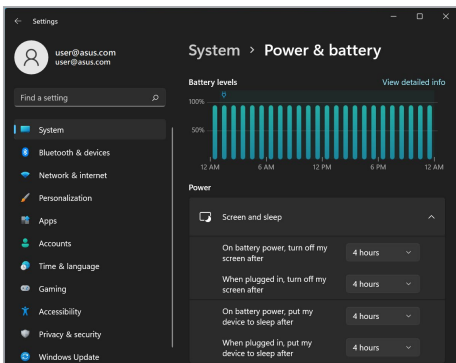 Settings
user@asus.com
user@asus.com
Find a setting
System
Bluetooth & devices
Network & internet
Personalization
Apps
Accounts
Time & language
Gaming
Accessibility
Privacy & security
Windows Update
System > Power & battery
Battery levels
View detailed info
100%
50%
12 AM 6 AM 12 PM 6 PM 12 AM
Power
Screen and sleep
On battery power, turn off my
screen after
4 hours
When plugged in, turn off my
screen after
4 hours
On battery power, put my
device to sleep after
4 hours
When plugged in, put my
device to sleep after
4 hours